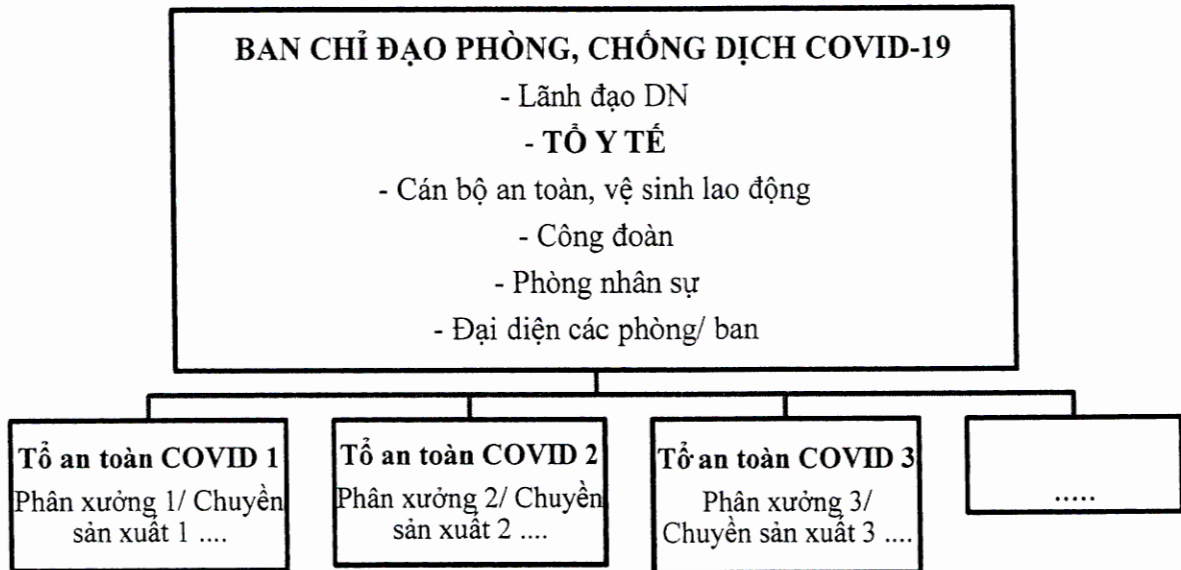 BAN CHỈ ĐẠO PHÒNG, CHỐNG DỊCH COVID-19
- Lãnh đạo DN
- TỔ Y TẾ
- Cán bộ an toàn, vệ sinh lao động
- Công đoàn
- Phòng nhân sự
- Đại diện các phòng/ ban
Tổ an toàn COVID 1
Phân xưởng 1/ Chuyền
sản xuất 1 ....
Tổ an toàn COVID 2
Phân xưởng 2/ Chuyền
sản xuất 2 ....
Tổ an toàn COVID 3
Phân xưởng 3/
Chuyền sản xuất 3 ....
.....